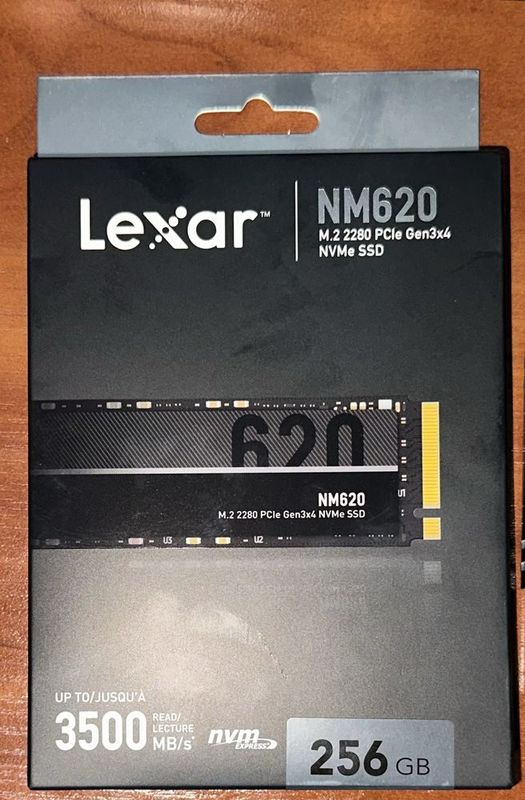 Lexar™
NM620
M.2 2280 PCIe Gen3x4
NVMe SSD
620
NM620
M.2 2280 PCIe Gen3x4 NVMe SSD
U1
U3
U2
UP TO/JUSQU'À
3500
READ/
LECTURE
MB/s*
nvm
EXPRESS
256 GB